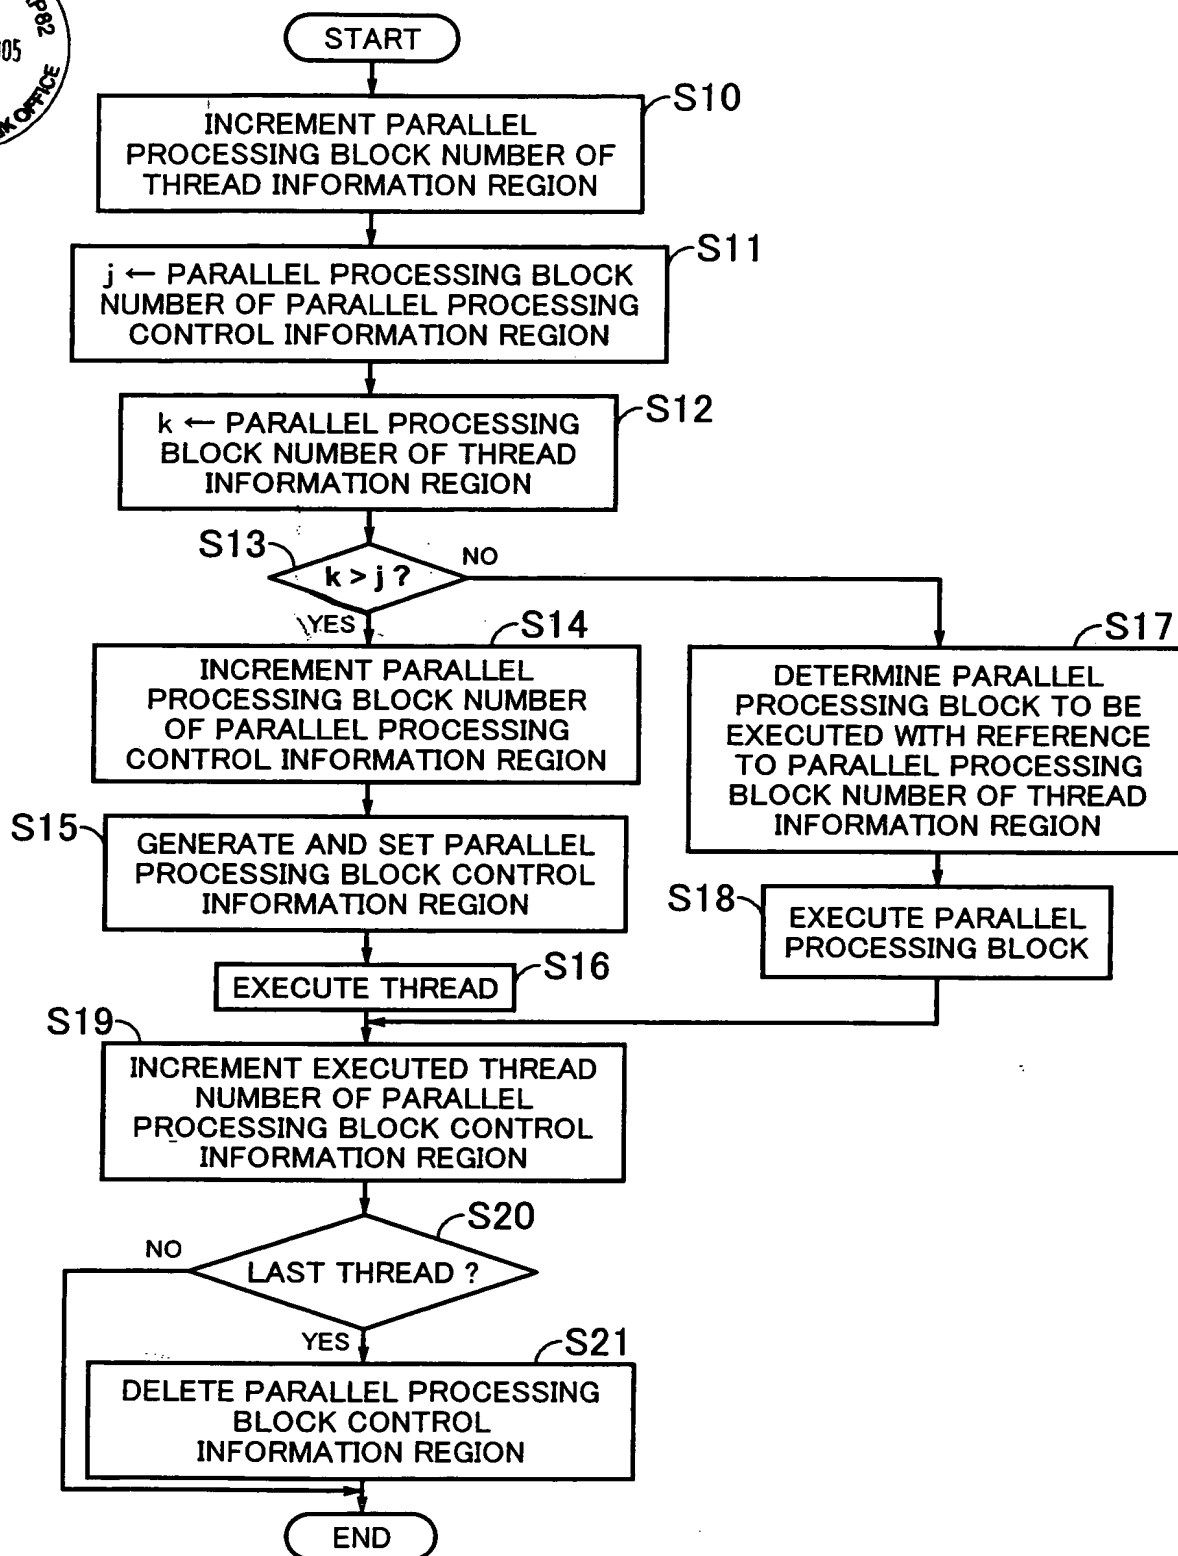 P82
05
OFFICE
START
S10
INCREMENT PARALLEL
PROCESSING BLOCK NUMBER OF
THREAD INFORMATION REGION
S11
j ← PARALLEL PROCESSING BLOCK
NUMBER OF PARALLEL PROCESSING
CONTROL INFORMATION REGION
S12
k ← PARALLEL PROCESSING
BLOCK NUMBER OF THREAD
INFORMATION REGION
S13
k > j ?
NO
YES
S14
INCREMENT PARALLEL
PROCESSING BLOCK NUMBER
OF PARALLEL PROCESSING
CONTROL INFORMATION REGION
S17
DETERMINE PARALLEL
PROCESSING BLOCK TO BE
EXECUTED WITH REFERENCE
TO PARALLEL PROCESSING
BLOCK NUMBER OF THREAD
INFORMATION REGION
S15
GENERATE AND SET PARALLEL
PROCESSING BLOCK CONTROL
INFORMATION REGION
S18
EXECUTE PARALLEL
PROCESSING BLOCK
S16
EXECUTE THREAD
S19
INCREMENT EXECUTED THREAD
NUMBER OF PARALLEL
PROCESSING BLOCK CONTROL
INFORMATION REGION
S20
LAST THREAD ?
NO
YES
S21
DELETE PARALLEL PROCESSING
BLOCK CONTROL
INFORMATION REGION
END